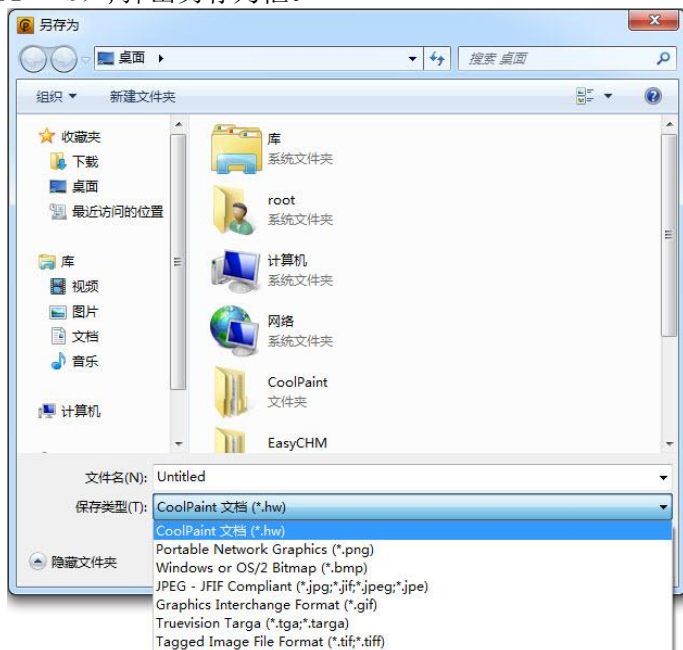 另存为
桌面
搜索 桌面
组织 新建文件夹
收藏夹
下载
桌面
最近访问的位置
库
视频
图片
文档
音乐
计算机
库
系统文件夹
root
系统文件夹
计算机
系统文件夹
网络
系统文件夹
CoolPaint
文件夹
EasyCHM
文件名(N): Untitled
保存类型(T): CoolPaint 文档 (*.hw)
CoolPaint 文档 (*.hw)
Portable Network Graphics (*.png)
Windows or OS/2 Bitmap (*.bmp)
JPEG - JFIF Compliant (*.jpg;*.jif;*.jpeg;*.jpe)
Graphics Interchange Format (*.gif)
Truevision Targa (*.tga;*.targa)
Tagged Image File Format (*.tif;*.tiff)
隐藏文件夹